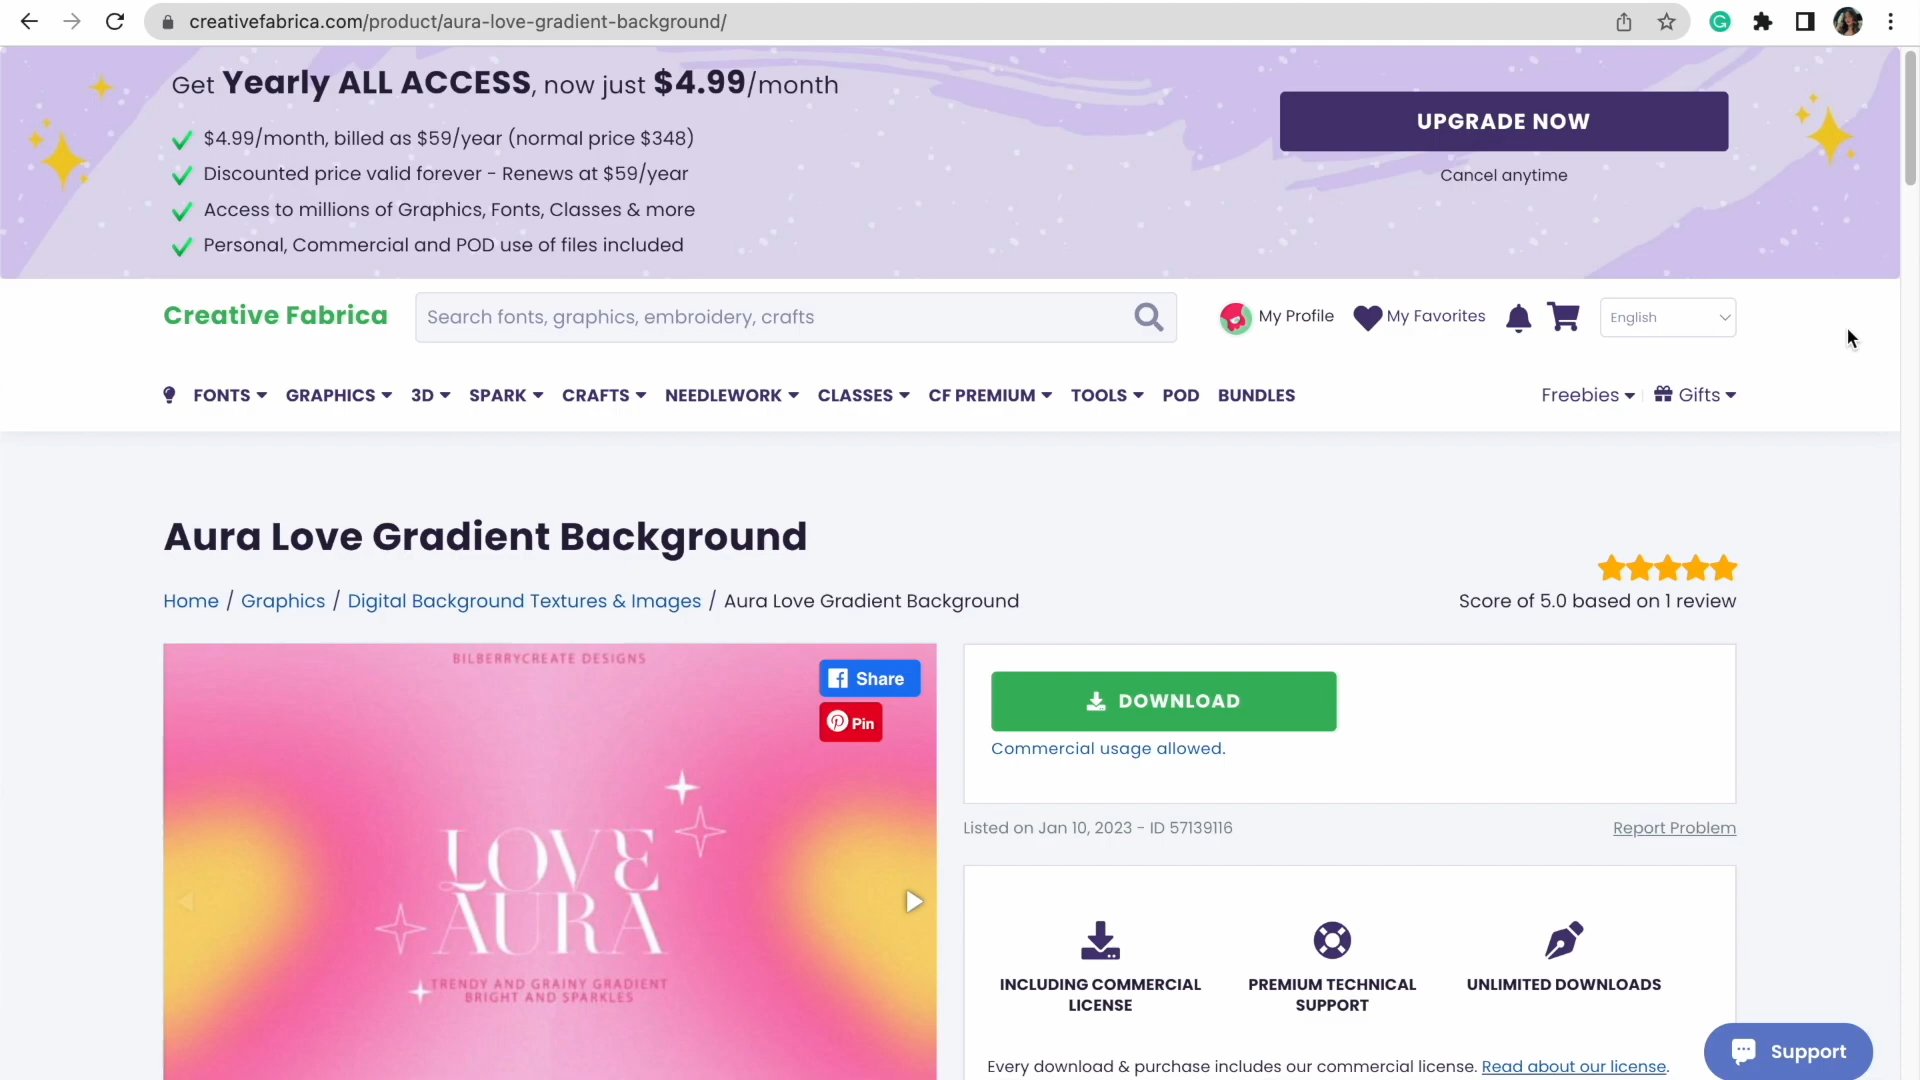 creativefabrica.com/product/aura-love-gradient-background/
Get Yearly ALL ACCESS, now just $4.99/month
$4.99/month, billed as $59/year (normal price $348)
Discounted price valid forever - Renews at $59/year
Access to millions of Graphics, Fonts, Classes & more
Personal, Commercial and POD use of files included
UPGRADE NOW
Cancel anytime
Creative Fabrica
Search fonts, graphics, embroidery, crafts
My Profile
My Favorites
English
FONTS
GRAPHICS
3D
SPARK
CRAFTS
NEEDLEWORK
CLASSES
CF PREMIUM
TOOLS
POD
BUNDLES
Freebies
Gifts
Aura Love Gradient Background
Home / Graphics / Digital Background Textures & Images / Aura Love Gradient Background
Score of 5.0 based on 1 review
BILBERRYCREATE DESIGNS
Share
Pin
LOVE
AURA
TRENDY AND GRAINY GRADIENT
BRIGHT AND SPARKLES
DOWNLOAD
Commercial usage allowed.
Listed on Jan 10, 2023 - ID 57139116
Report Problem
INCLUDING COMMERCIAL
LICENSE
PREMIUM TECHNICAL
SUPPORT
UNLIMITED DOWNLOADS
Every download & purchase includes our commercial license. Read about our license.
Support